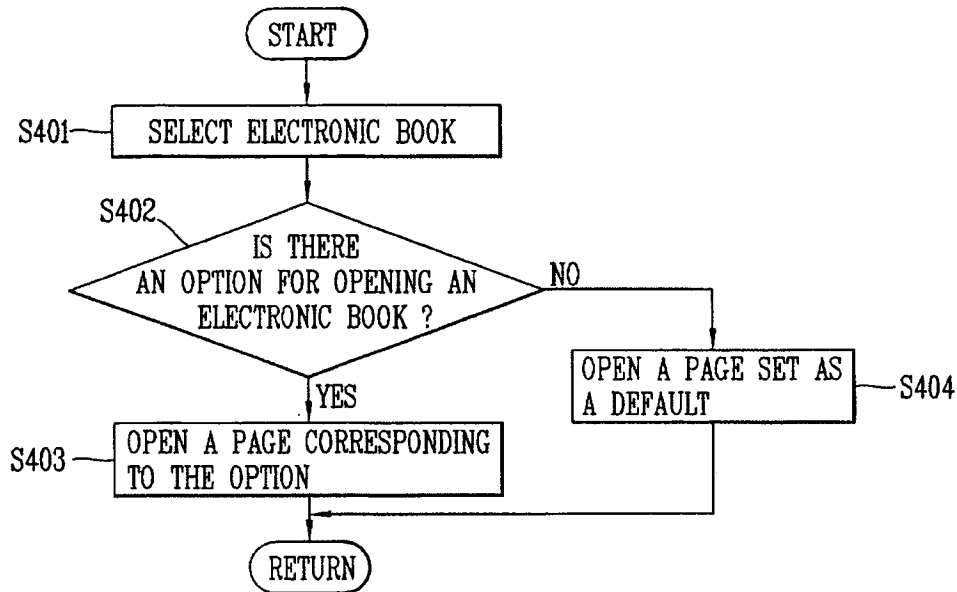 START
S401
SELECT ELECTRONIC BOOK
S402
IS THERE
AN OPTION FOR OPENING AN
ELECTRONIC BOOK ?
NO
YES
OPEN A PAGE SET AS
A DEFAULT
S404
S403
OPEN A PAGE CORRESPONDING
TO THE OPTION
RETURN